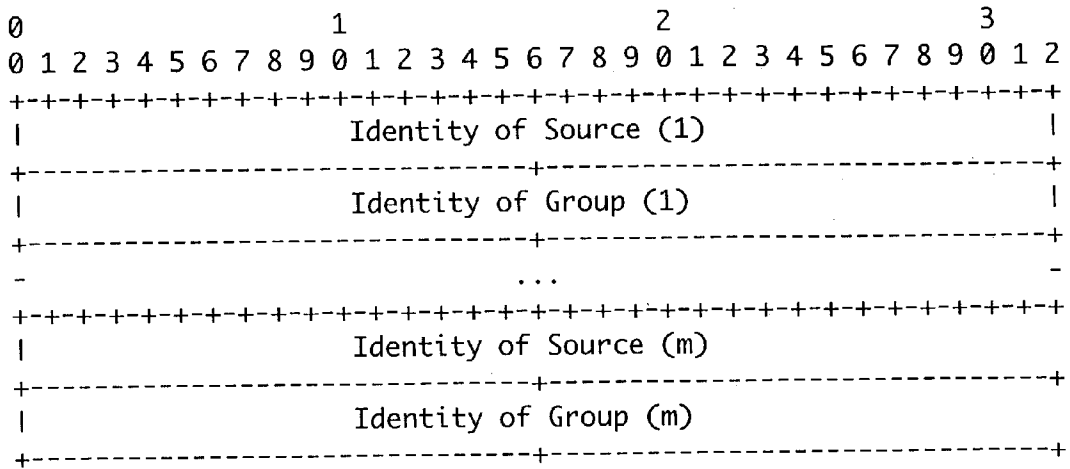 0                   1                   2                   3
0 1 2 3 4 5 6 7 8 9 0 1 2 3 4 5 6 7 8 9 0 1 2 3 4 5 6 7 8 9 0 1 2
+-+-+-+-+-+-+-+-+-+-+-+-+-+-+-+-+-+-+-+-+-+-+-+-+-+-+-+-+-+-+-+-+
|                    Identity of Source (1)                     |
+-------------------------------+-------------------------------+
|                    Identity of Group (1)                      |
+-------------------------------+-------------------------------+
-                              ...                              -
+-+-+-+-+-+-+-+-+-+-+-+-+-+-+-+-+-+-+-+-+-+-+-+-+-+-+-+-+-+-+-+-+
|                    Identity of Source (m)
+-------------------------------+-------------------------------+
|                    Identity of Group (m)
+-------------------------------+-------------------------------+